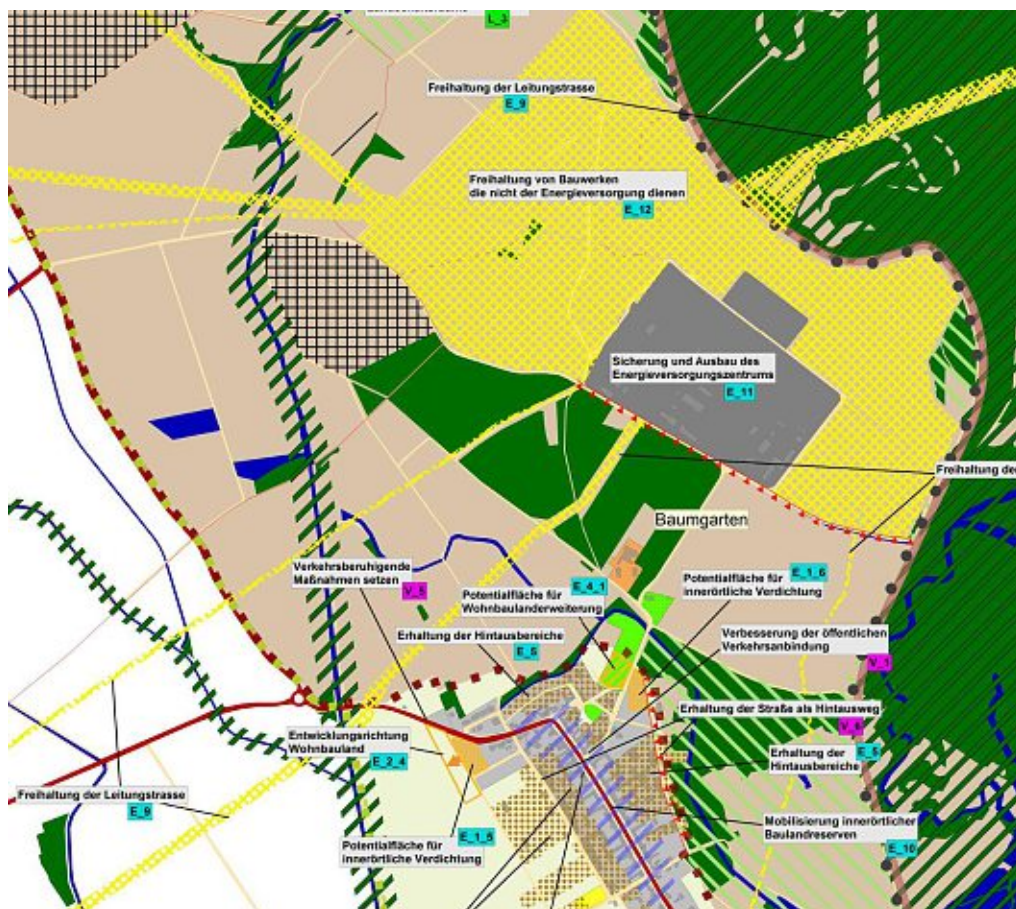 L_3
Freihaltung der Leitungstrasse
E_9
Freihaltung von Bauwerken
die nicht der Energieversorgung dienen
E_12
Sicherung und Ausbau des
Energieversorgungszentrums
E_11
Freihaltung der
Baumgarten
Verkehrsberuhigende
Maßnahmen setzen
V_5
Potentialfläche für
Wohnbaulanderweiterung
E_4_1
Potentialfläche für
innerörtliche Verdichtung
E_1_6
Erhaltung der Hintausbereiche
E_5
Verbesserung der öffentlichen
Verkehrsanbindung
V_1
Erhaltung der Straße als Hintausweg
V_6
Entwicklungsrichtung
Wohnbauland
E_2_4
Erhaltung der
Hintausbereiche
E_5
Freihaltung der Leitungstrasse
E_9
Mobilisierung innerörtlicher
Baulandreserven
E_10
Potentialfläche für
innerörtliche Verdichtung
E_1_5